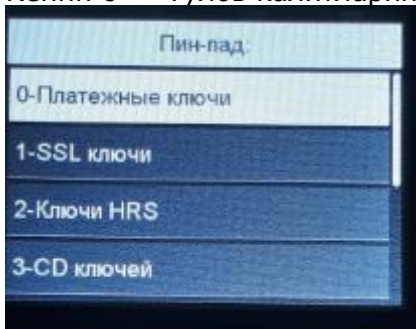 Пин-пад:
0-Платежные ключи
1-SSL ключи
2-Ключи HRS
3-CD ключей